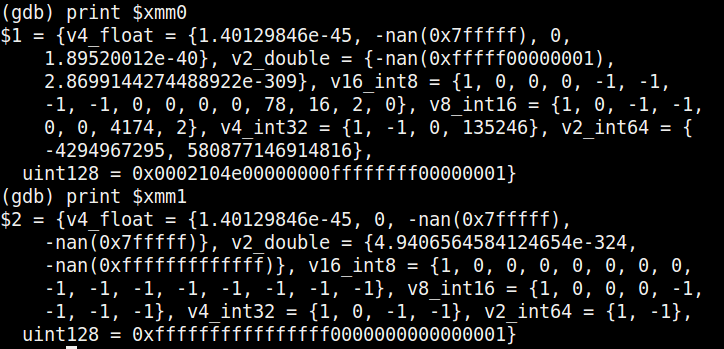 (gdb) print $xmm0
$1 = {v4_float = {1.40129846e-45, -nan(0x7fffff), 0,
1.89520012e-40}, v2_double = {-nan(0xfffff00000001),
2.8699144274488922e-309}, v16_int8 = {1, 0, 0, 0, -1, -1,
-1, -1, 0, 0, 0, 0, 78, 16, 2, 0}, v8_int16 = {1, 0, -1, -1,
0, 0, 4174, 2}, v4_int32 = {1, -1, 0, 135246}, v2_int64 = {
-4294967295, 580877146914816},
uint128 = 0x0002104e00000000ffffffff00000001}
(gdb) print $xmm1
$2 = {v4_float = {1.40129846e-45, 0, -nan(0x7fffff),
-nan(0x7fffff)}, v2_double = {4.9406564584124654e-324,
-nan(0xfffffffffffff)}, v16_int8 = {1, 0, 0, 0, 0, 0, 0, 0,
-1, -1, -1, -1, -1, -1, -1, -1}, v8_int16 = {1, 0, 0, 0, -1,
-1, -1, -1}, v4_int32 = {1, 0, -1, -1}, v2_int64 = {1, -1},
uint128 = 0xffffffffffffffff0000000000000001}